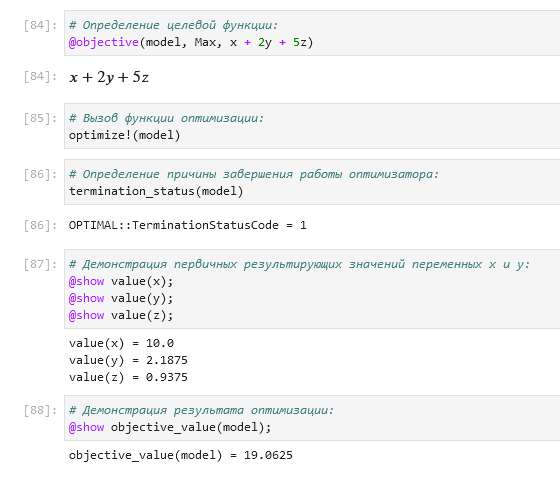 [84]: # Определение целевой функции:
@objective(model, Max, x + 2y + 5z)
[84]: x + 2y + 5z
[85]: # Вызов функции оптимизации:
optimize!(model)
[86]: # Определение причины завершения работы оптимизатора:
termination_status(model)
[86]: OPTIMAL::TerminationStatusCode = 1
[87]: # Демонстрация первичных результирующих значений переменных x и y:
@show value(x);
@show value(y);
@show value(z);
value(x) = 10.0
value(y) = 2.1875
value(z) = 0.9375
[88]: # Демонстрация результата оптимизации:
@show objective_value(model);
objective_value(model) = 19.0625